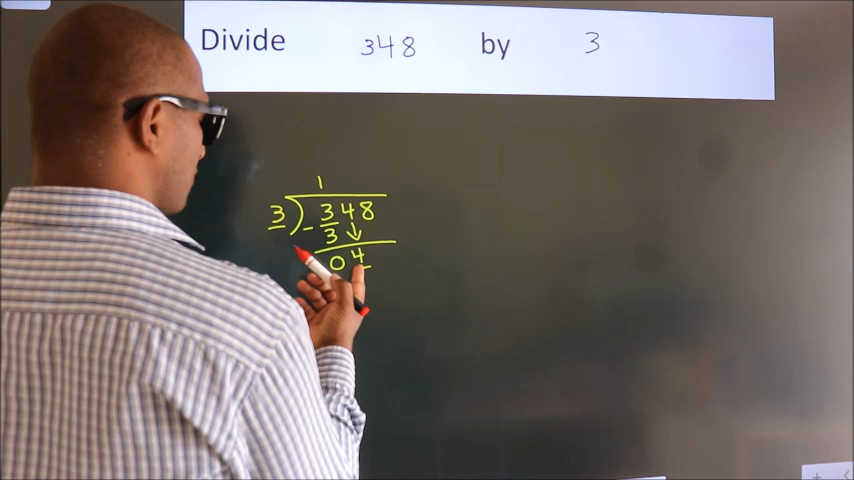 Divide 348 by 3
1
3 ) 348
- 3 ↓
04